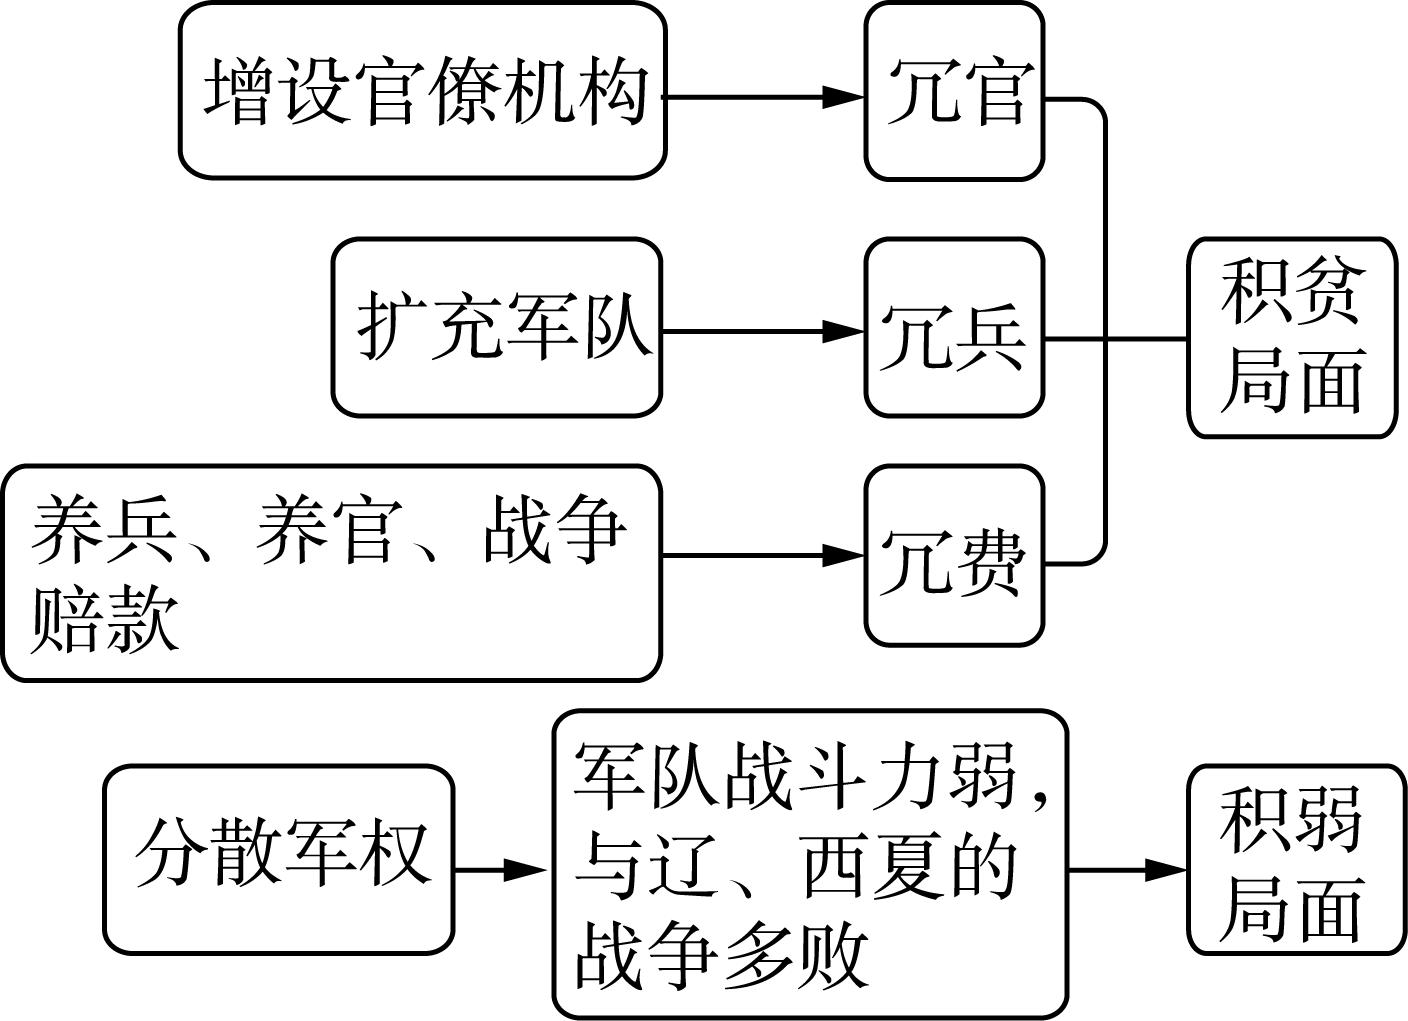 增设官僚机构
冗官
扩充军队
冗兵
积贫
局面
养兵、养官、战争
赔款
冗费
分散军权
军队战斗力弱，
与辽、西夏的
战争多败
积弱
局面